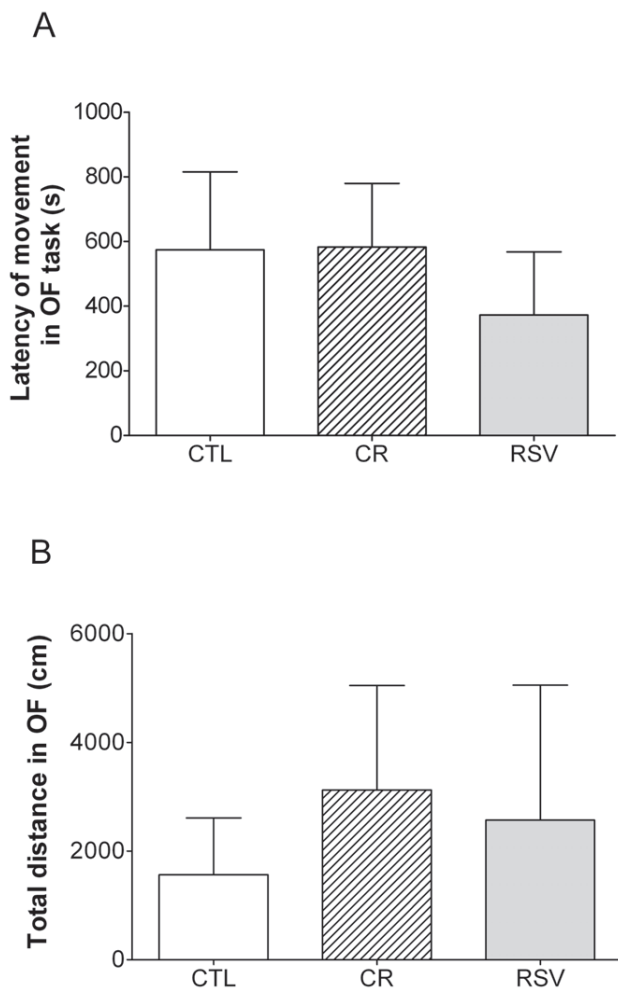 A
Latency of movement
in OF task (s)
1000
800
600
400
200
0
CTL CR RSV
B
Total distance in OF (cm)
6000
4000
2000
0
CTL CR RSV